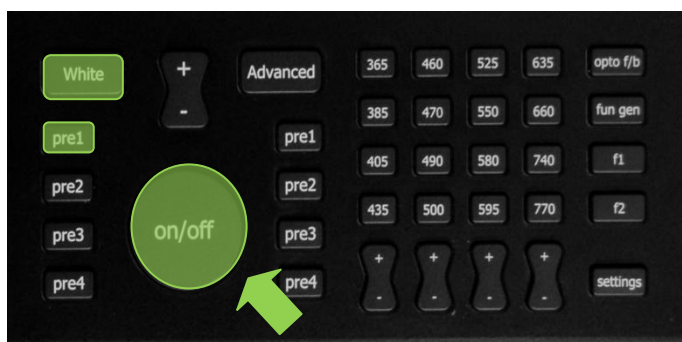 White + Advanced 365 460 525 635 opto f/b
-
385 470 550 660 fun gen
pre1 pre1
405 490 580 740 f1
pre2 pre2
435 500 595 770 f2
on/off
pre3 pre3
+ + + +
pre4 pre4 settings
- - - -